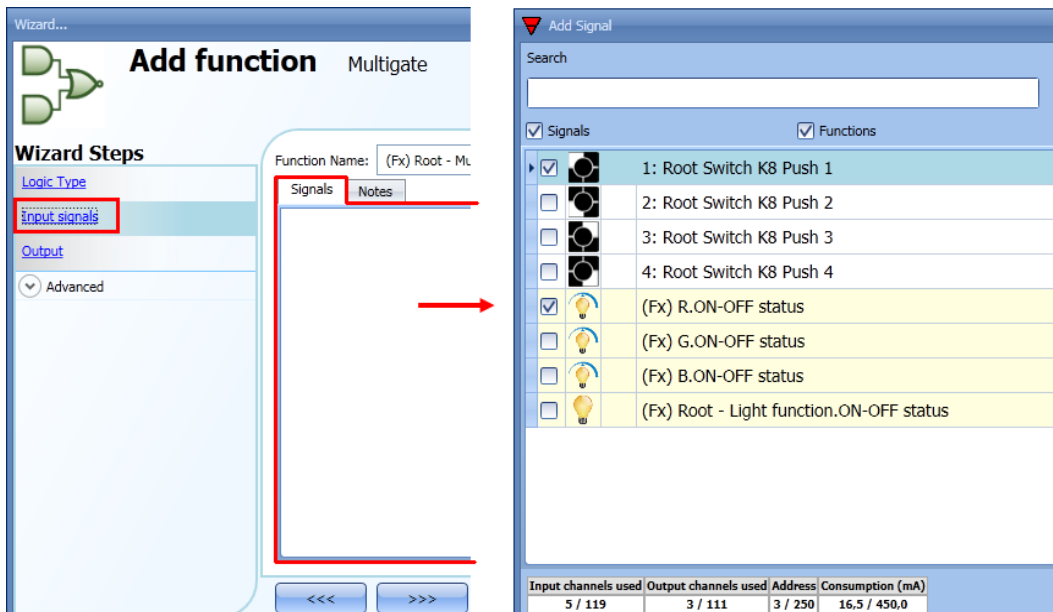 Wizard...
Add function Multigate
Wizard Steps
Logic Type
Input signals
Output
Advanced
Function Name: (Fx) Root - Mu
Signals Notes
<<< >>>
Add Signal
Search
Signals Functions
1: Root Switch K8 Push 1
2: Root Switch K8 Push 2
3: Root Switch K8 Push 3
4: Root Switch K8 Push 4
(Fx) R.ON-OFF status
(Fx) G.ON-OFF status
(Fx) B.ON-OFF status
(Fx) Root - Light function.ON-OFF status
Input channels used Output channels used Address Consumption (mA)
5 / 119 3 / 111 3 / 250 16,5 / 450,0